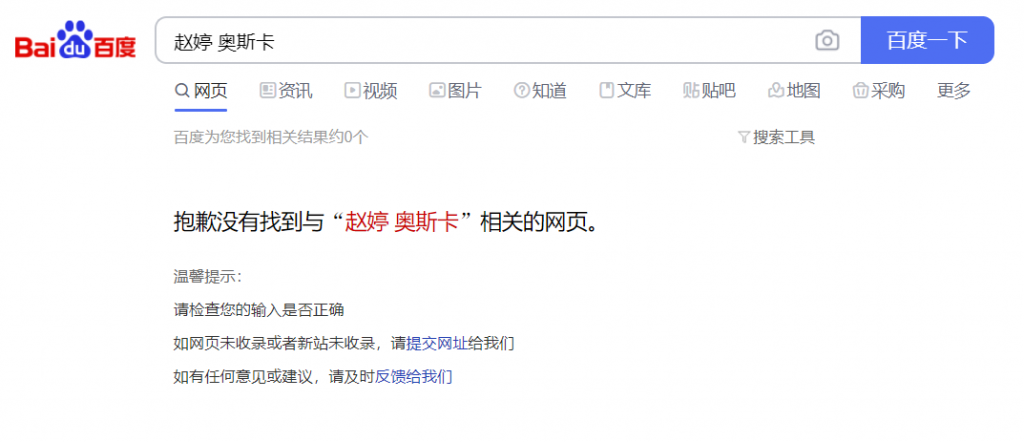 Bai du 百度 赵婷 奥斯卡 百度一下
网页 资讯 视频 图片 知道 文库 贴吧 地图 采购 更多
百度为您找到相关结果约0个 搜索工具
抱歉没有找到与“赵婷 奥斯卡”相关的网页。
温馨提示：
请检查您的输入是否正确
如网页未收录或者新站未收录，请提交网址给我们
如有任何意见或建议，请及时反馈给我们